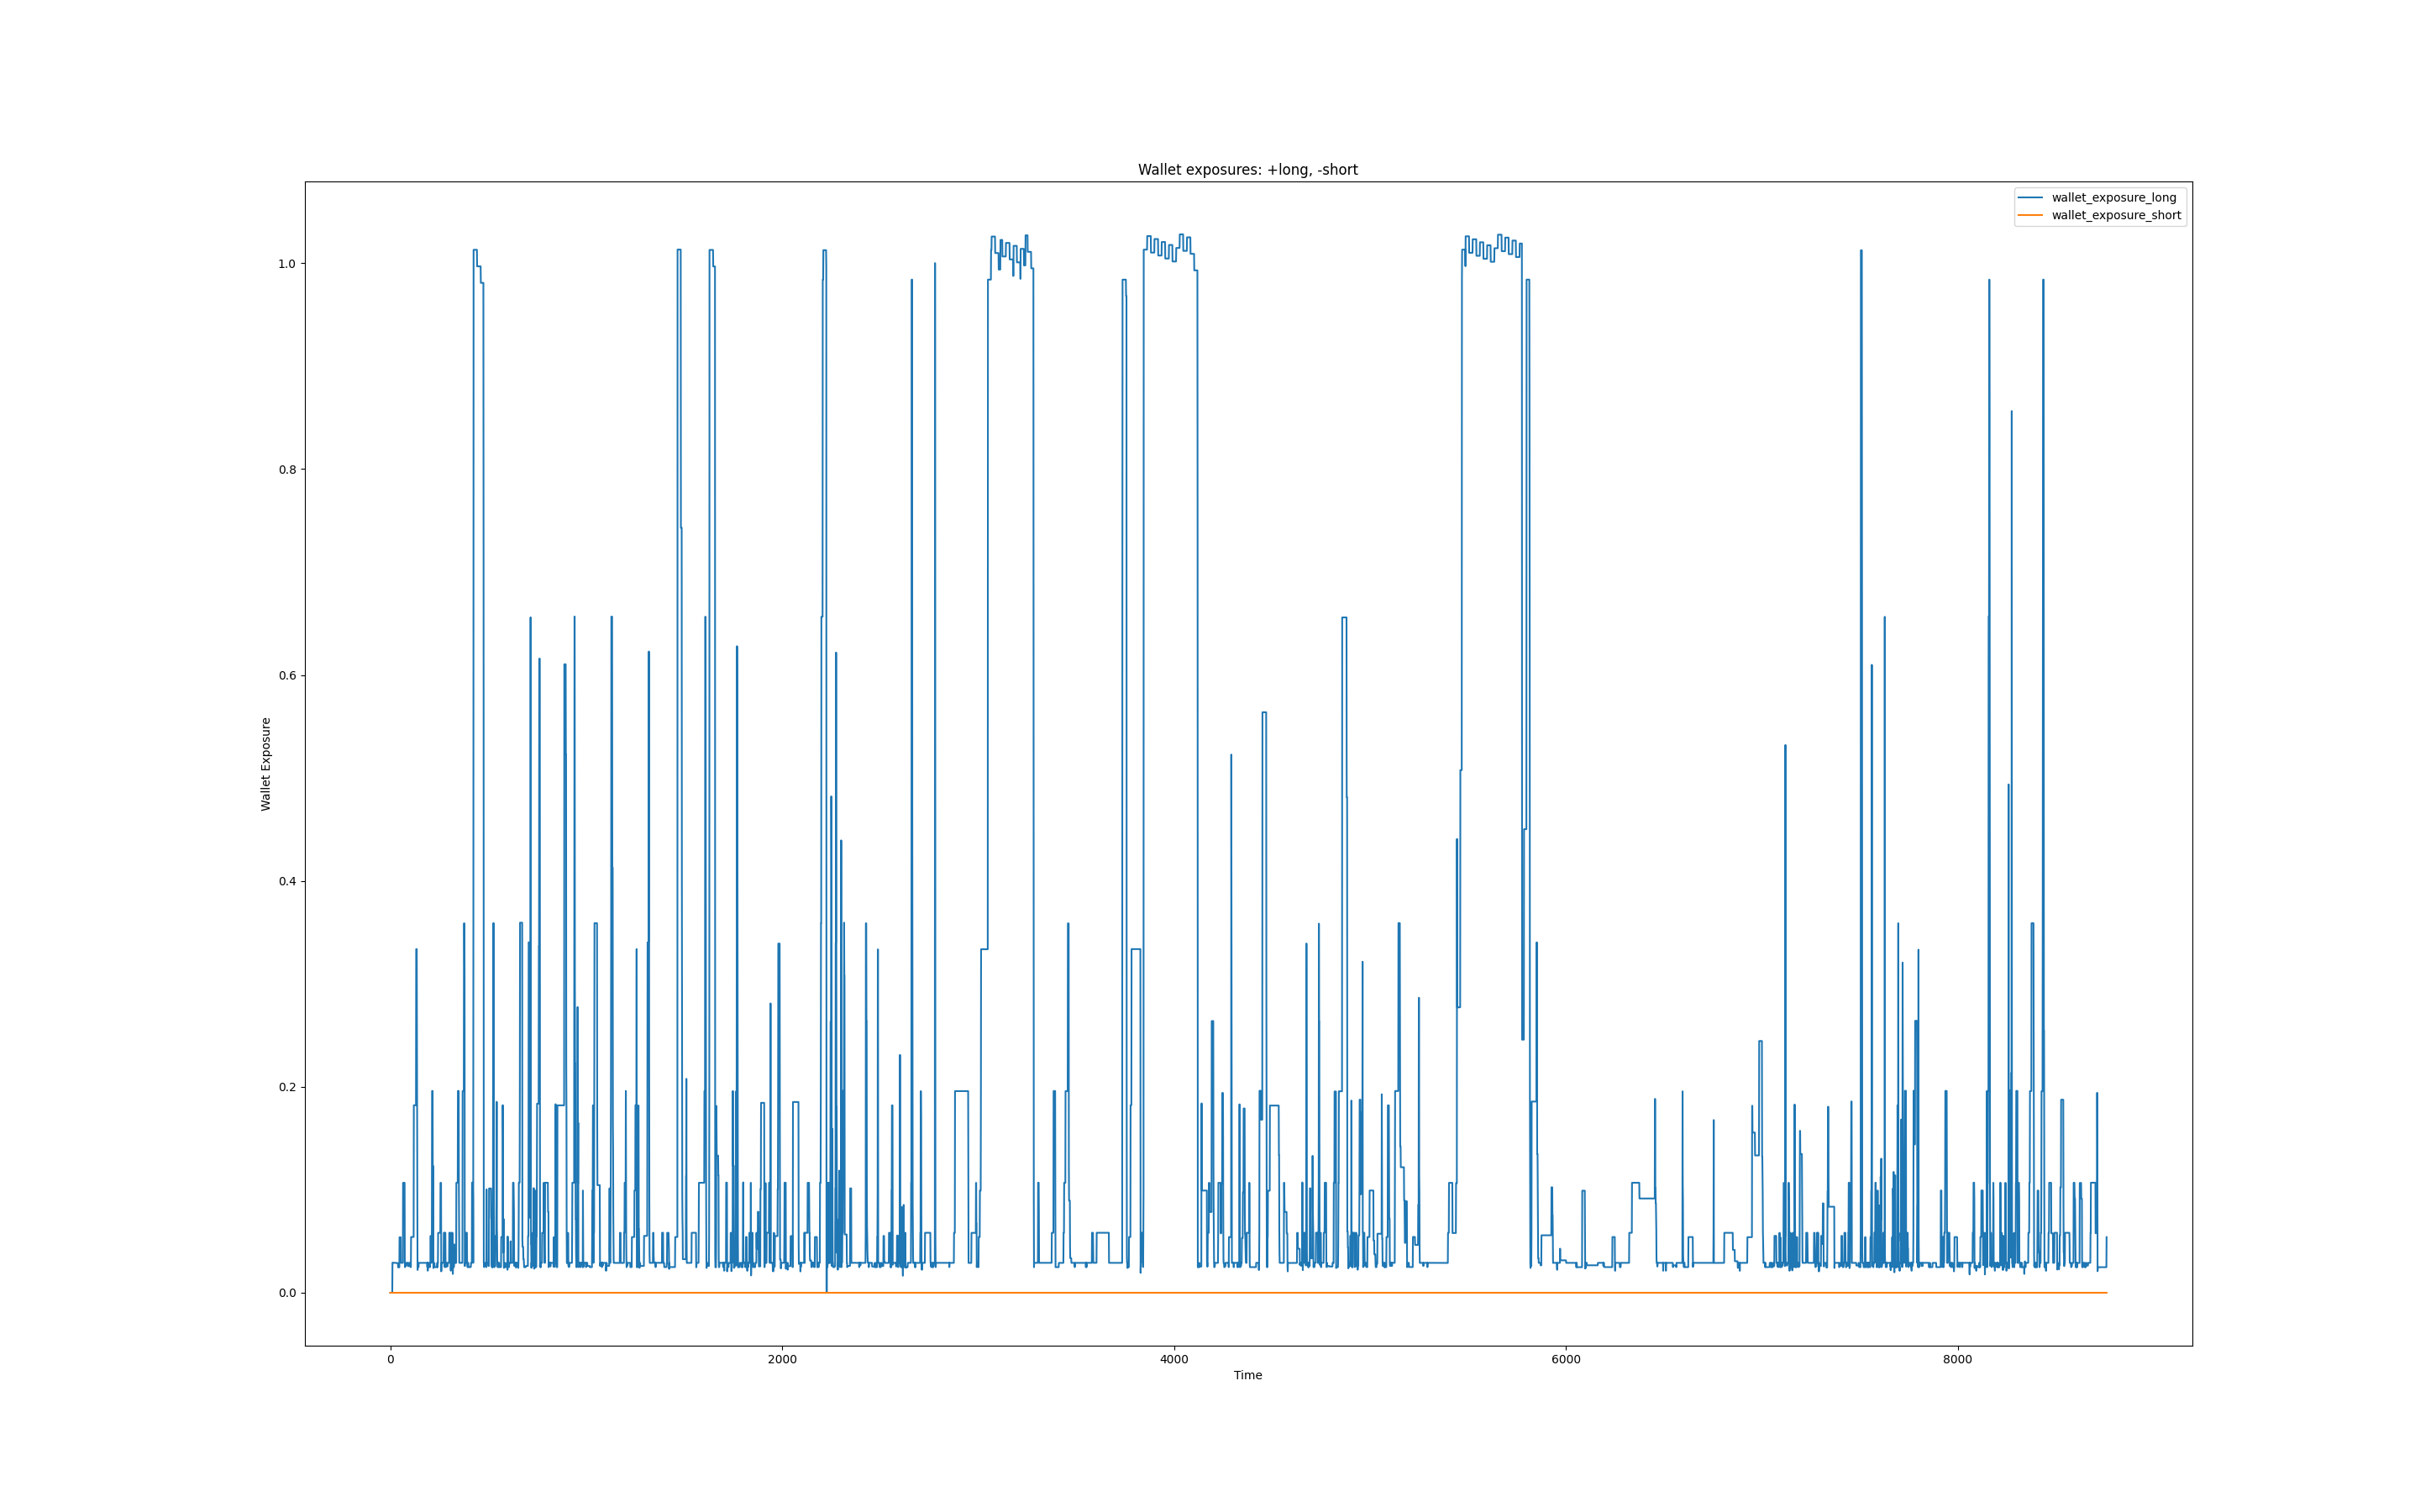 Wallet exposures: +long, -short
wallet_exposure_long
wallet_exposure_short
1.0
0.8
0.6
0.4
0.2
0.0
Wallet Exposure
0 2000 4000 6000 8000
Time